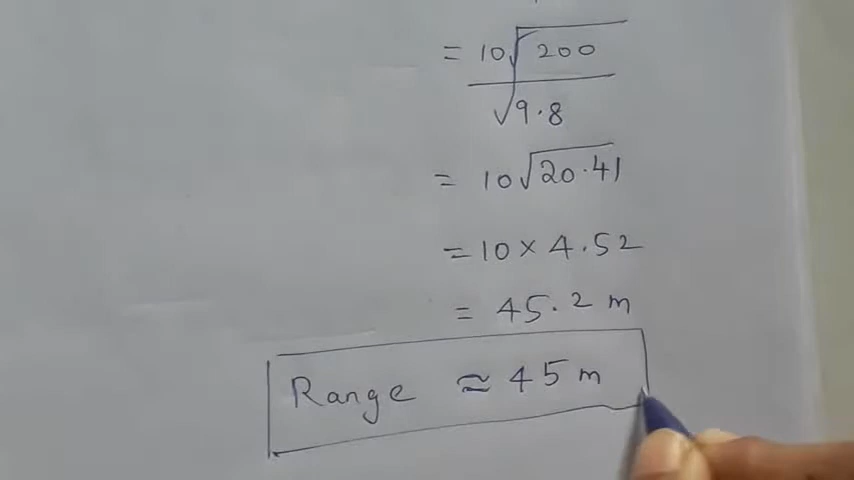 = 10√200
√9.8
= 10√20.41
= 10 × 4.52
= 45.2 m
Range ≈ 45 m